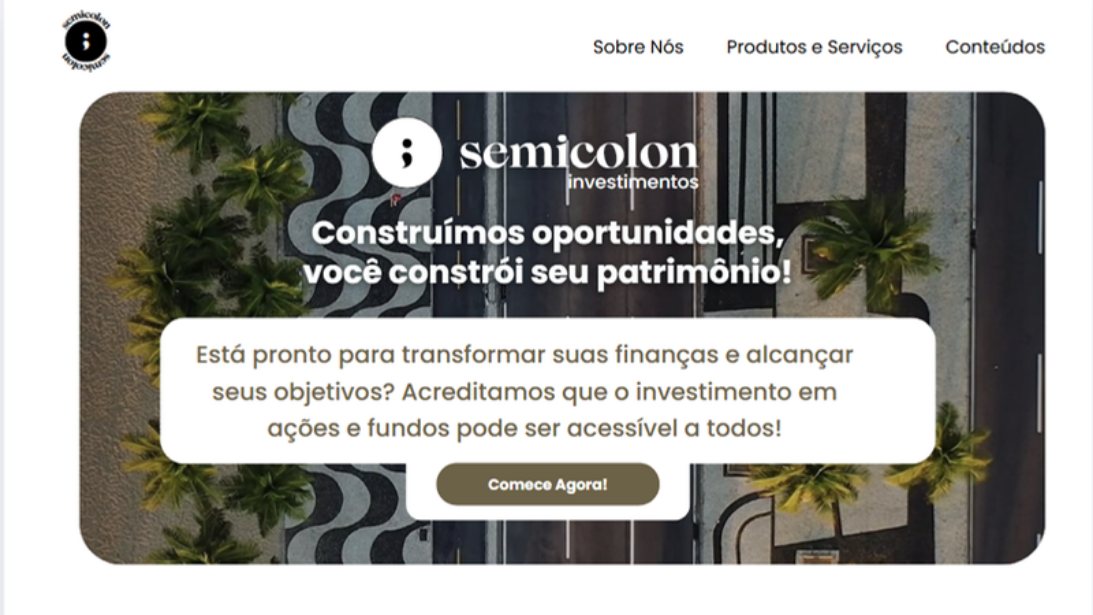 semicolon
;
semicolon
Sobre Nós
Produtos e Serviços
Conteúdos
; semicolon
investimentos
Construímos oportunidades,
você constrói seu patrimônio!
Está pronto para transformar suas finanças e alcançar
seus objetivos? Acreditamos que o investimento em
ações e fundos pode ser acessível a todos!
Comece Agora!